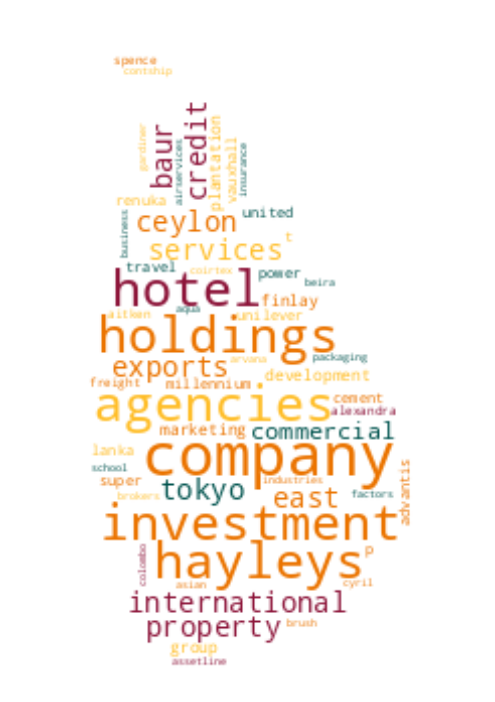 spence
contship
gardiner
baur
airservices
credit
plantation
vauxhall
insurance
renuka
business
ceylon
united
services
t
travel
cairtex
power
beira
hotel
aqua
finlay
aitken
unilever
holdings
exports
arvana
packaging
freight
millennium
development
agencies
cement
alexandra
marketing
commercial
lanka
company
school
super
industries
advantis
brokers
tokyo
east
factors
investment
colombo
hayleys
p
asian
cyril
international
property
brush
group
assetline